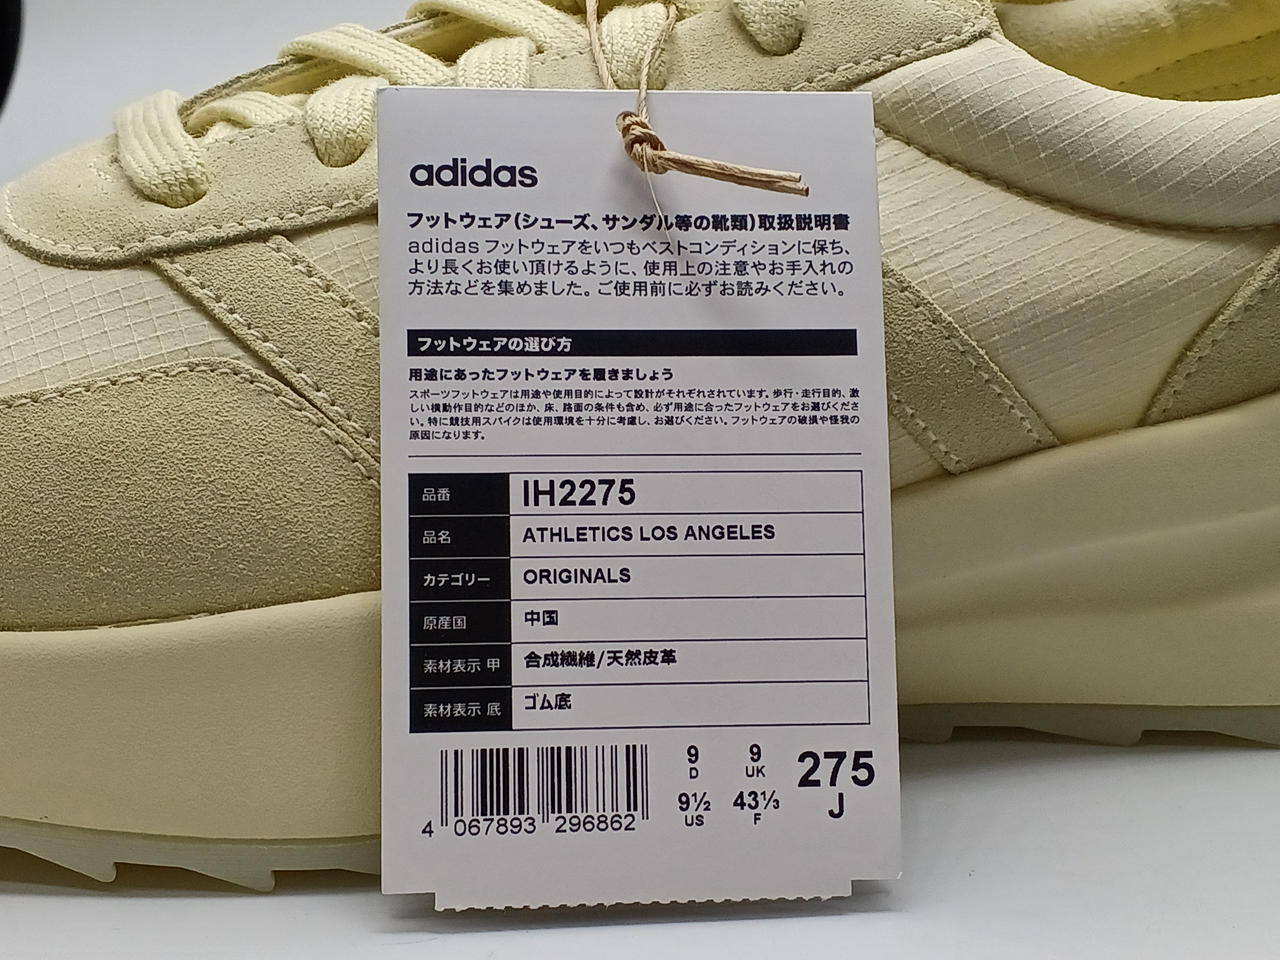 adidas
フットウェア(シューズ、サンダル等の靴類)取扱説明書
adidas フットウェアをいつもベストコンディションに保ち、
より長くお使い頂けるように、使用上の注意やお手入れの
方法などを集めました。ご使用前に必ずお読みください。
フットウェアの選び方
用途にあったフットウェアを履きましょう
スポーツフットウェアは用途や使用目的によって設計がそれぞれされています。歩行・走行目的、激
しい横動作目的などのほか、床、路面の条件も含め、必ず用途に合ったフットウェアをお選びくださ
い。特に競技用スパイクは使用環境を十分に考慮し、お選びください。フットウェアの破損や怪我の
原因になります。
品番 IH2275
品名 ATHLETICS LOS ANGELES
カテゴリー ORIGINALS
原産国 中国
素材表示 甲 合成繊維/天然皮革
素材表示 底 ゴム底
9 9 275
D UK J
9½ 43⅓
US F
4 067893 296862